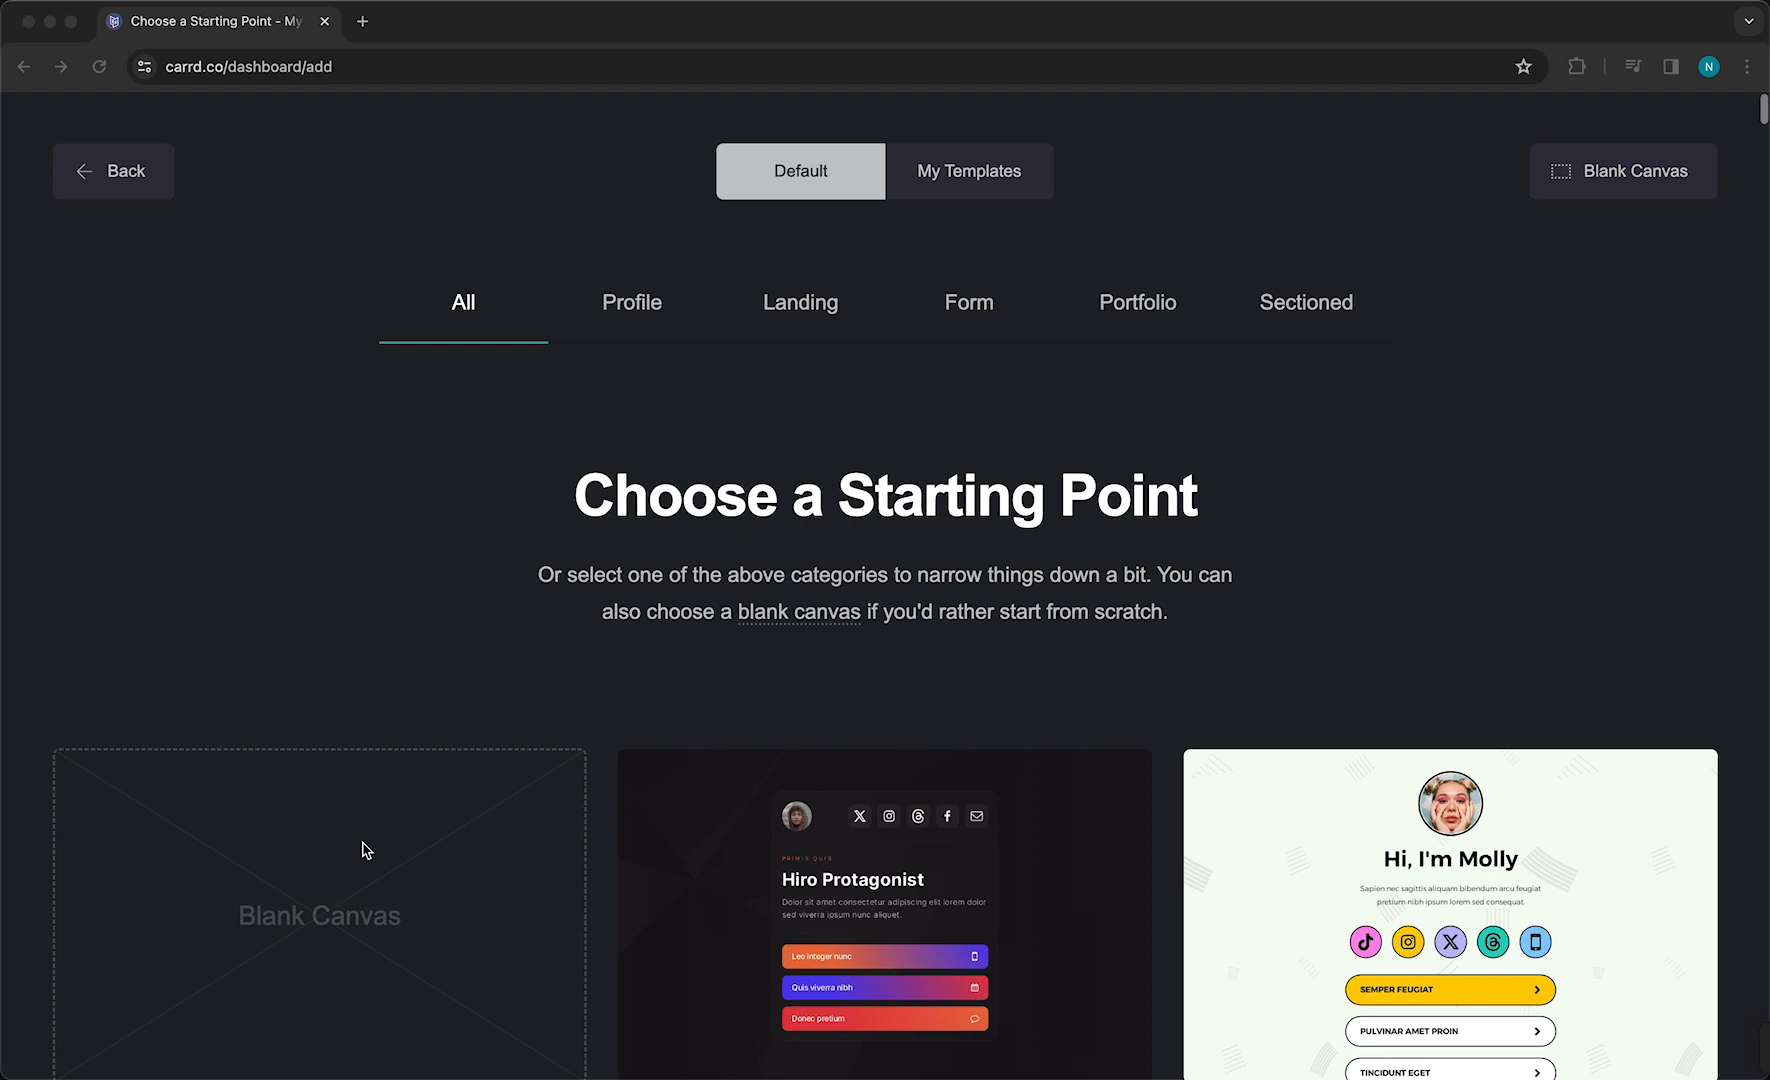 Choose a Starting Point - My
carrd.co/dashboard/add
N
Back
Default
My Templates
Blank Canvas
All
Profile
Landing
Form
Portfolio
Sectioned
Choose a Starting Point
Or select one of the above categories to narrow things down a bit. You can
also choose a blank canvas if you'd rather start from scratch.
Blank Canvas
PRIMIS QUIS
Hiro Protagonist
Dolor sit amet consectetur adipiscing elit lorem dolor
sed viverra ipsum nunc aliquet.
Leo integer nunc
Quis viverra nibh
Donec pretium
Hi, I'm Molly
Sapien nec sagittis aliquam bibendum arcu feugiat
pretium nibh ipsum lorem sed consequat.
SEMPER FEUGIAT
PULVINAR AMET PROIN
TINCIDUNT EGET